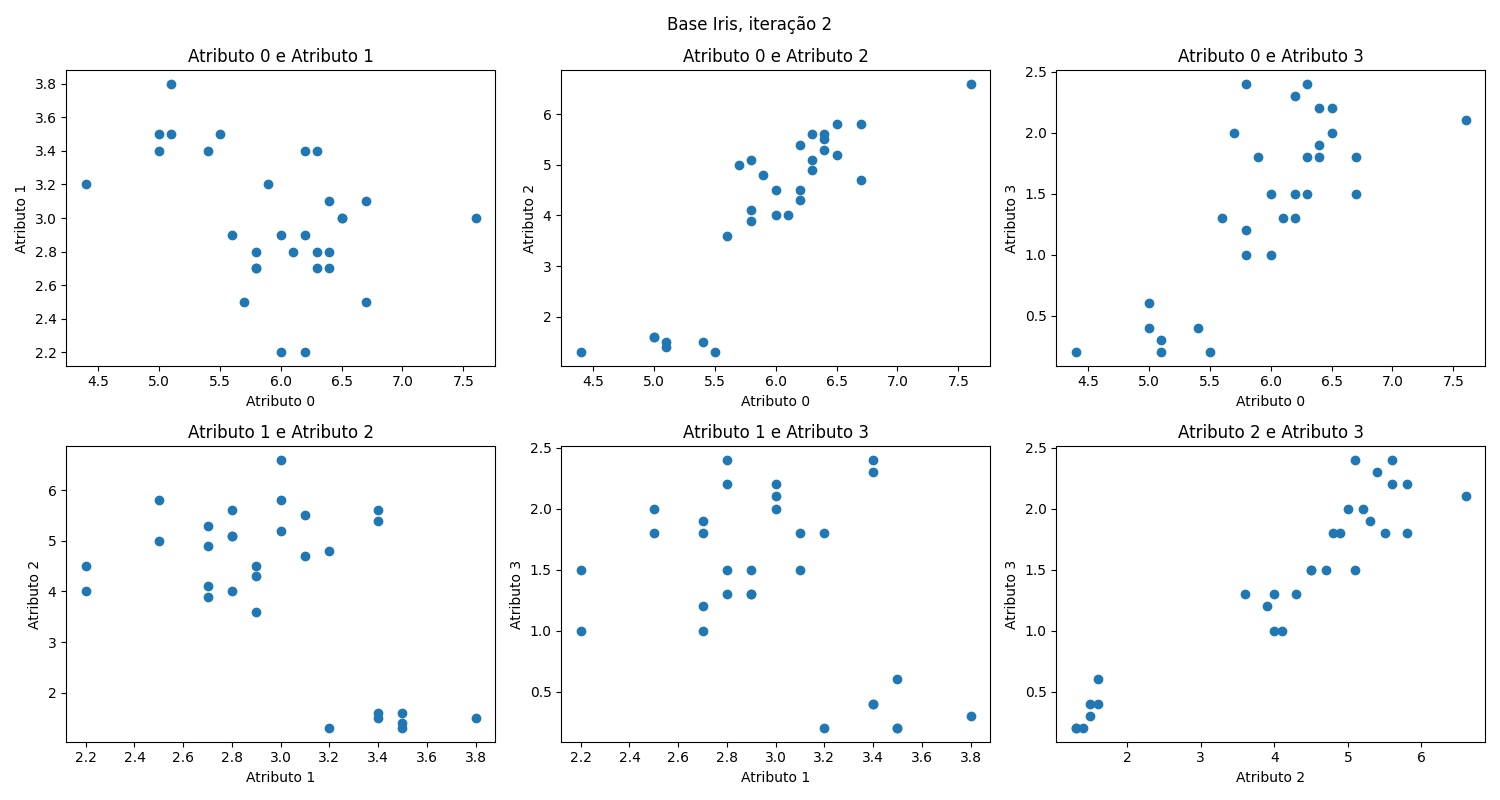 Base Iris, iteração 2
Atributo 0 e Atributo 1
3.8
3.6
3.4
3.2
3.0
2.8
2.6
2.4
2.2
Atributo 1
4.5 5.0 5.5 6.0 6.5 7.0 7.5
Atributo 0
Atributo 0 e Atributo 2
6
5
4
3
2
Atributo 2
4.5 5.0 5.5 6.0 6.5 7.0 7.5
Atributo 0
Atributo 0 e Atributo 3
2.5
2.0
1.5
1.0
0.5
Atributo 3
4.5 5.0 5.5 6.0 6.5 7.0 7.5
Atributo 0
Atributo 1 e Atributo 2
6
5
4
3
2
Atributo 2
2.2 2.4 2.6 2.8 3.0 3.2 3.4 3.6 3.8
Atributo 1
Atributo 1 e Atributo 3
2.5
2.0
1.5
1.0
0.5
Atributo 3
2.2 2.4 2.6 2.8 3.0 3.2 3.4 3.6 3.8
Atributo 1
Atributo 2 e Atributo 3
2.5
2.0
1.5
1.0
0.5
Atributo 3
2 3 4 5 6
Atributo 2